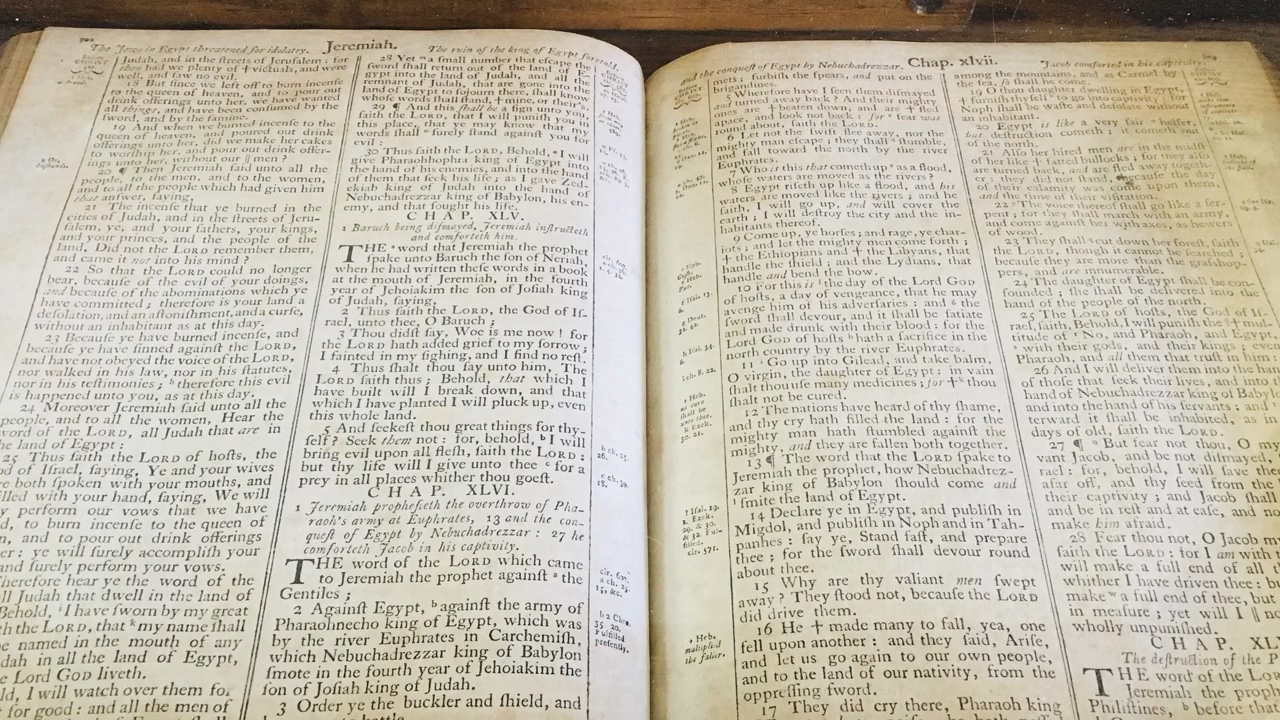 The Jews in Egypt threatened for idolatry.
Jeremiah.
The ruin of the king of Egypt foretold.
Judah, and in the ſtreets of Jeruſalem: for
then had we plenty of † victuals, and were
well, and ſaw no evil.
18 But ſince we left off to burn incenſe
to the queen of heaven, and to pour out
drink offerings unto her, we have wanted
all things, and have been conſumed by the
ſword, and by the famine.
19 And when we burned incenſe to the
queen of heaven, and poured out drink
offerings unto her, did we make her cakes
to worſhip her, and pour out drink offer-
ings unto her, without our || men?
20 ¶ Then Jeremiah ſaid unto all the
people, to the men, and to the women,
and to all the people which had given him
that anſwer, ſaying,
21 The incenſe that ye burned in the
cities of Judah, and in the ſtreets of Jeru-
ſalem, ye, and your fathers, your kings,
and your princes, and the people of the
land, did not the LORD remember them,
and came it not into his mind?
22 So that the LORD could no longer
bear, becauſe of the evil of your doings,
and becauſe of the abominations which ye
have committed; therefore is your land a
deſolation, and an aſtoniſhment, and a curſe,
without an inhabitant as at this day.
23 Becauſe ye have burned incenſe, and
becauſe ye have ſinned againſt the LORD,
and have not obeyed the voice of the LORD,
nor walked in his law, nor in his ſtatutes,
nor in his teſtimonies; h therefore this evil
is happened unto you, as at this day.
24 Moreover Jeremiah ſaid unto all the
people, and to all the women, Hear the
word of the LORD, all Judah that are in
the land of Egypt:
25 Thus ſaith the LORD of hoſts, the
od of Iſrael, ſaying, Ye and your wives
ve both ſpoken with your mouths, and
illed with your hand, ſaying, We will
y perform our vows that we have
d, to burn incenſe to the queen of
n, and to pour out drink offerings
er: ye will ſurely accompliſh your
and ſurely perform your vows.
herefore hear ye the word of the
ll Judah that dwell in the land of
Behold, i I have ſworn by my great
h the LORD, that k my name ſhall
e named in the mouth of any
dah in all the land of Egypt,
e Lord GOD liveth.
ld, I will watch over them for
for good: and all the men of
28 Yet a ſmall number that eſcape the
ſword ſhall return out of the land of E-
gypt into the land of Judah, and all the
remnant of Judah, that are gone into the
land of Egypt to ſojourn there, ſhall know
whoſe words ſhall ſtand, † mine, or theirs.
29 ¶ And this ſhall be a ſign unto you,
ſaith the LORD, that I will puniſh you in
this place, that ye may know that my
words ſhall ſurely ſtand againſt you for
evil:
30 Thus ſaith the LORD, Behold, I will
give Pharaohhophra king of Egypt into
the hand of his enemies, and into the hand
of them that ſeek his life; as I gave Zed-
ekiah king of Judah into the hand of
Nebuchadrezzar king of Babylon, his en-
emy, and that ſought his life.
CHAP. XLV.
1 Baruch being diſmayed, Jeremiah inſtructeth
and comforteth him.
THE word that Jeremiah the prophet
ſpake unto Baruch the ſon of Neriah,
when he had written theſe words in a book
at the mouth of Jeremiah, in the fourth
year of Jehoiakim the ſon of Joſiah king
of Judah, ſaying,
2 Thus ſaith the LORD, the God of Iſ-
rael, unto thee, O Baruch;
3 Thou didſt ſay, Woe is me now! for
the LORD hath added grief to my ſorrow;
I fainted in my ſighing, and I find no reſt.
4 Thus ſhalt thou ſay unto him, The
LORD ſaith thus; Behold, that which I
have built will I break down, and that
which I have planted I will pluck up, even
this whole land.
5 And ſeekeſt thou great things for thy-
ſelf? Seek them not: for, behold, b I will
bring evil upon all fleſh, ſaith the LORD:
but thy life will I give unto thee c for a
prey in all places whither thou goeſt.
CHAP. XLVI.
1 Jeremiah propheſieth the overthrow of Pha-
raoh's army at Euphrates, 13 and the con-
queſt of Egypt by Nebuchadrezzar: 27 he
comforteth Jacob in his captivity.
THE word of the LORD which came
to Jeremiah the prophet againſt a the
Gentiles;
2 Againſt Egypt, b againſt the army of
Pharaohnecho king of Egypt, which was
by the river Euphrates in Carchemiſh,
which Nebuchadrezzar king of Babylon
ſmote in the fourth year of Jehoiakim the
ſon of Joſiah king of Judah.
3 Order ye the buckler and ſhield, and
b ch. 25.
26.
c ch. 39.
18.
b 2 Chro.
35. 20.
Fulfilled
preſently.
and the conqueſt of Egypt by Nebuchadrezzar.
Chap. xlvii.
Jacob comforted in his captivity.
mets; furbiſh the ſpears, and put on the
brigandines.
5 Wherefore have I ſeen them diſmayed
and turned away back? And their mighty
ones are † beaten down, and are † fled
apace, and look not back: for fear was
round about, ſaith the LORD.
6 Let not the ſwift flee away, nor the
mighty man eſcape; they ſhall ſtumble,
and fall toward the north by the river
Euphrates.
7 Who is this that cometh up as a flood,
whoſe waters are moved as the rivers?
8 Egypt riſeth up like a flood, and his
waters are moved like the rivers; and he
ſaith, I will go up, and will cover the
earth; I will deſtroy the city and the in-
habitants thereof.
9 Come up, ye horſes; and rage, ye char-
iots; and let the mighty men come forth;
† the Ethiopians and † the Libyans, that
handle the ſhield; and the Lydians, that
handle and bend the bow.
10 For this is f the day of the Lord GOD
of hoſts, a day of vengeance, that he may
avenge him of his adverſaries: and g the
ſword ſhall devour, and it ſhall be ſatiate
and made drunk with their blood: for the
Lord GOD of hoſts h hath a ſacrifice in the
north country by the river Euphrates.
11 i Go up into Gilead, and take balm,
O virgin, the daughter of Egypt: in vain
ſhalt thou uſe many medicines; for † k thou
ſhalt not be cured.
12 The nations have heard of thy ſhame,
and thy cry hath filled the land: for the
mighty man hath ſtumbled againſt the
mighty, and they are fallen both together.
13 ¶ The word that the LORD ſpake to
Jeremiah the prophet, how Nebuchadrez-
zar king of Babylon ſhould come and
l ſmite the land of Egypt.
14 Declare ye in Egypt, and publiſh in
Migdol, and publiſh in Noph and in Tah-
panhes: ſay ye, Stand faſt, and prepare
thee; for the ſword ſhall devour round
about thee.
15 Why are thy valiant men ſwept
away? They ſtood not, becauſe the LORD
did drive them.
16 He † made many to fall, yea, one
fell upon another: and they ſaid, Ariſe,
and let us go again to our own people,
and to the land of our nativity, from the
oppreſſing ſword.
17 They did cry there, Pharaoh king
f Iſai. 13.
h Iſai. 34.
i ch. 8. 22.
† Heb.
multiplied
the faller.
among the mountains, and as Carmel by
the ſea, ſo ſhall he come.
19 O thou daughter dwelling in Egypt,
† furniſh thyſelf to go into captivity: for
Noph ſhall be waſte and deſolate without
an inhabitant.
20 Egypt is like a very fair heifer,
but deſtruction cometh; it cometh out
of the north.
21 Alſo her hired men are in the midſt
of her like † fatted bullocks; for they alſo
are turned back, and are fled away together:
they did not ſtand, becauſe the day
of their calamity was come upon them,
and the time of their viſitation.
22 The voice thereof ſhall go like a ſer-
pent; for they ſhall march with an army,
and come againſt her with axes, as hewers
of wood.
23 They ſhall cut down her foreſt, ſaith
the LORD, though it cannot be ſearched;
becauſe they are more than the graſshop-
pers, and are innumerable.
24 The daughter of Egypt ſhall be con-
founded; ſhe ſhall be delivered into the
hand of the people of the north.
25 The LORD of hoſts, the God of Iſ-
rael, ſaith, Behold, I will puniſh the † mul-
titude of No, and Pharaoh, and Egypt,
with their gods, and their kings; even
Pharaoh, and all them that truſt in him:
26 And I will deliver them into the han
of thoſe that ſeek their lives, and into t
hand of Nebuchadrezzar king of Babylo
and into the hand of his ſervants: and a
terward it ſhall be inhabited, as in
days of old, ſaith the LORD.
27 ¶ But fear not thou, O my
vant Jacob, and be not diſmayed,
rael: for, behold, I will ſave thee
afar off, and thy ſeed from the
their captivity; and Jacob ſhall
and be in reſt and at eaſe, and no
make him afraid.
28 Fear thou not, O Jacob m
ſaith the LORD: for I am with
will make a full end of all t
whither I have driven thee: b
make w a full end of thee, but
in meaſure; yet will I || n
wholly unpuniſhed.
CHAP. XL
The deſtruction of the P
THE word of the Lor
Jeremiah the proph
Philiſtines, b before that